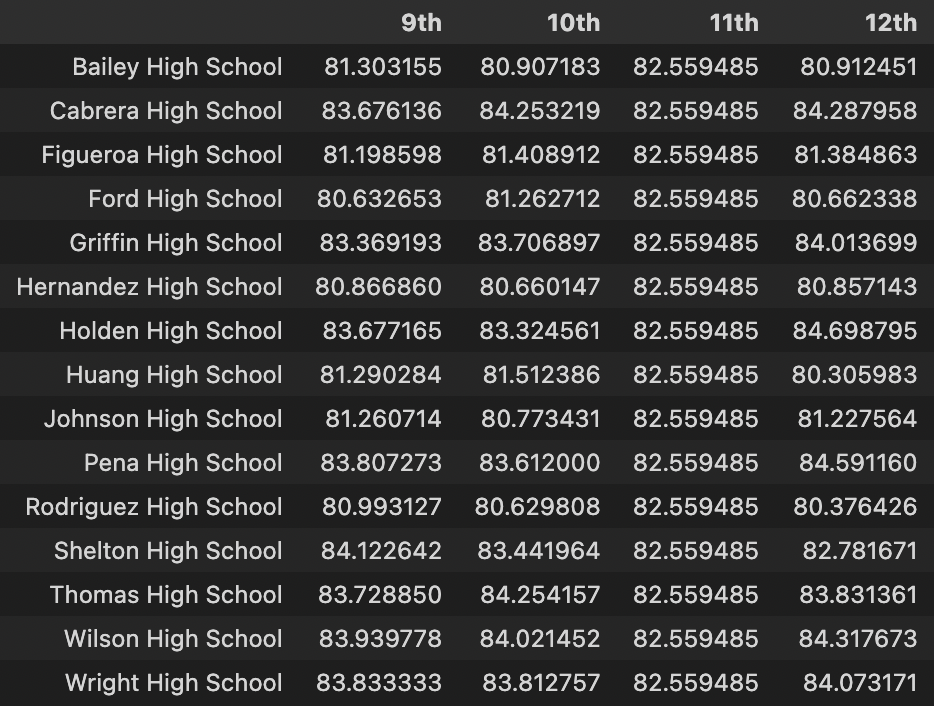 9th 10th 11th 12th
Bailey High School 81.303155 80.907183 82.559485 80.912451
Cabrera High School 83.676136 84.253219 82.559485 84.287958
Figueroa High School 81.198598 81.408912 82.559485 81.384863
Ford High School 80.632653 81.262712 82.559485 80.662338
Griffin High School 83.369193 83.706897 82.559485 84.013699
Hernandez High School 80.866860 80.660147 82.559485 80.857143
Holden High School 83.677165 83.324561 82.559485 84.698795
Huang High School 81.290284 81.512386 82.559485 80.305983
Johnson High School 81.260714 80.773431 82.559485 81.227564
Pena High School 83.807273 83.612000 82.559485 84.591160
Rodriguez High School 80.993127 80.629808 82.559485 80.376426
Shelton High School 84.122642 83.441964 82.559485 82.781671
Thomas High School 83.728850 84.254157 82.559485 83.831361
Wilson High School 83.939778 84.021452 82.559485 84.317673
Wright High School 83.833333 83.812757 82.559485 84.073171